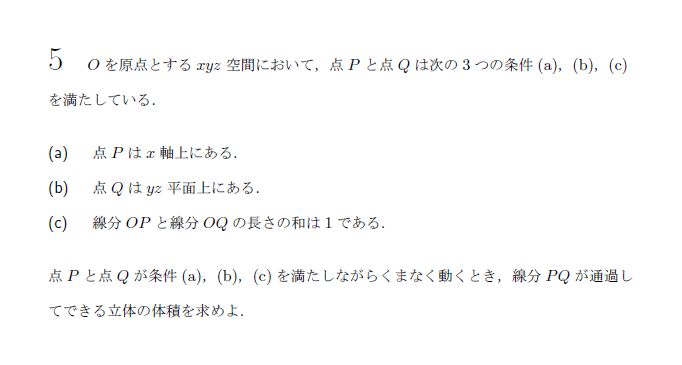 5 O を原点とする xyz 空間において，点 P と点 Q は次の 3 つの条件 (a)，(b)，(c)
を満たしている．
(a) 点 P は x 軸上にある．
(b) 点 Q は yz 平面上にある．
(c) 線分 OP と線分 OQ の長さの和は 1 である．
点 P と点 Q が条件 (a)，(b)，(c) を満たしながらくまなく動くとき，線分 PQ が通過し
てできる立体の体積を求めよ．